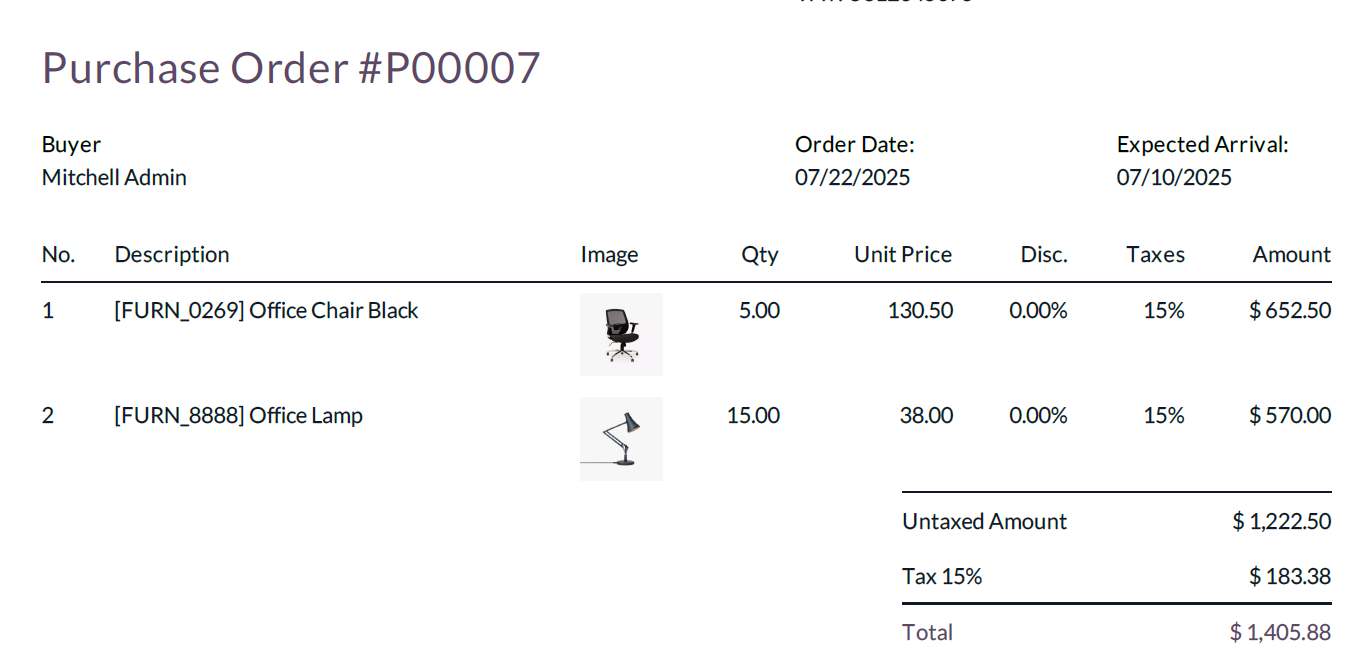 Purchase Order #P00007
Buyer Order Date: Expected Arrival:
Mitchell Admin 07/22/2025 07/10/2025
No. Description Image Qty Unit Price Disc. Taxes Amount
1 [FURN_0269] Office Chair Black 5.00 130.50 0.00% 15% $ 652.50
2 [FURN_8888] Office Lamp 15.00 38.00 0.00% 15% $ 570.00
Untaxed Amount $ 1,222.50
Tax 15% $ 183.38
Total $ 1,405.88